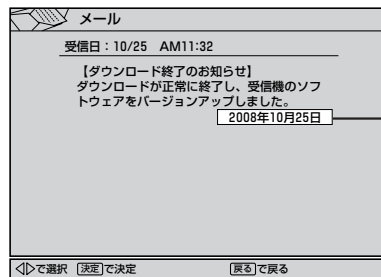 メール
受信日：10/25 AM11:32
【ダウンロード終了のお知らせ】
ダウンロードが正常に終了し、受信機のソフ
トウェアをバージョンアップしました。
2008年10月25日
で選択 決定で決定 戻るで戻る